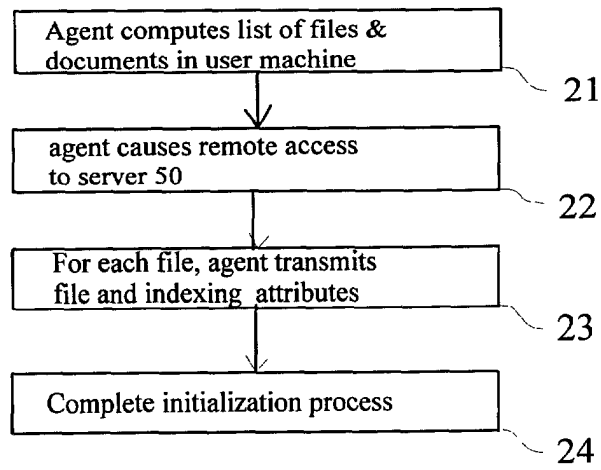 Agent computes list of files &
documents in user machine
21
agent causes remote access
to server 50
22
For each file, agent transmits
file and indexing attributes
23
Complete initialization process
24